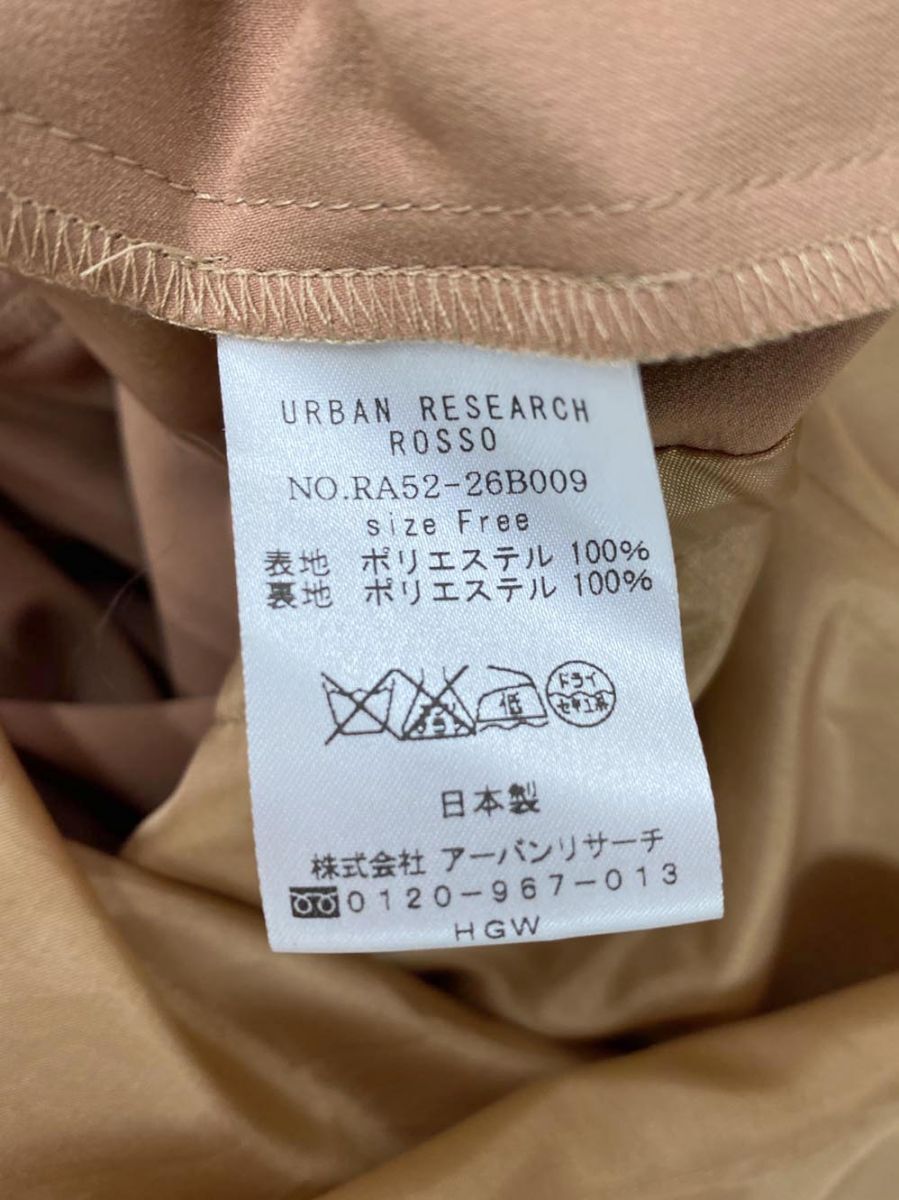 URBAN RESEARCH
ROSSO
NO.RA52-26B009
size Free
表地 ポリエステル 100%
裏地 ポリエステル 100%
低
ドライ
セキユ系
日本製
株式会社 アーバンリサーチ
0120-967-013
HGW